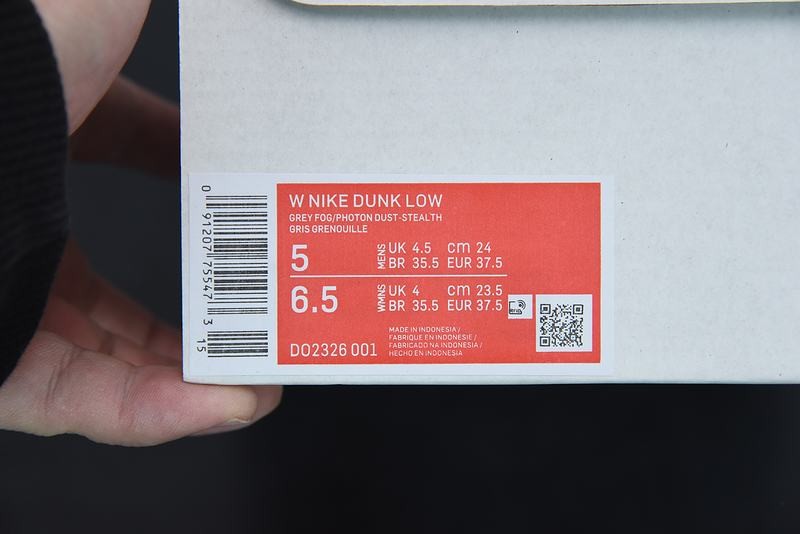 W NIKE DUNK LOW
GREY FOG/PHOTON DUST-STEALTH
GRIS GRENOUILLE
5 MENS UK 4.5 cm 24
BR 35.5 EUR 37.5
6.5 WMNS UK 4 cm 23.5
BR 35.5 EUR 37.5
MADE IN INDONESIA /
FABRIQUE EN INDONESIE /
FABRICADO NA INDONESIA /
HECHO EN INDONESIA
DO2326 001
0 91207 75547 3 15